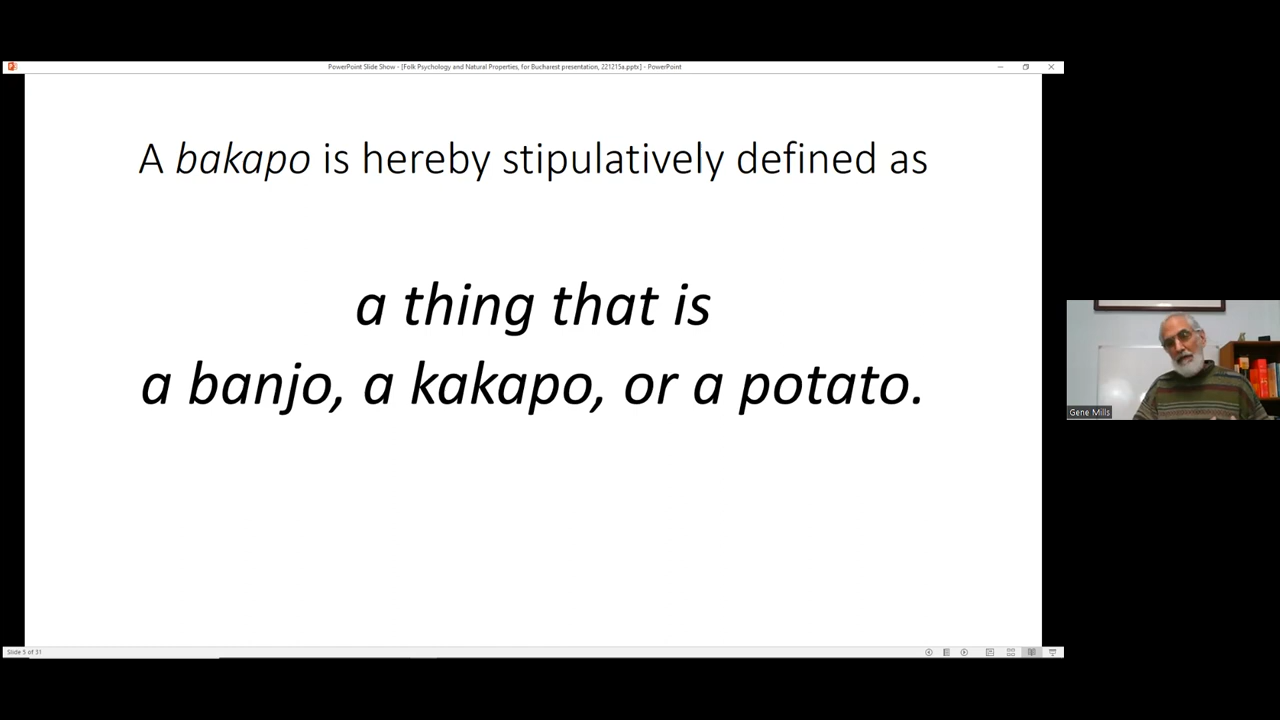 PowerPoint Slide Show - [Folk Psychology and Natural Properties, for Bucharest presentation, 221215a.pptx] - PowerPoint
A bakapo is hereby stipulatively defined as
a thing that is
a banjo, a kakapo, or a potato.
Gene Mills
Slide 5 of 31